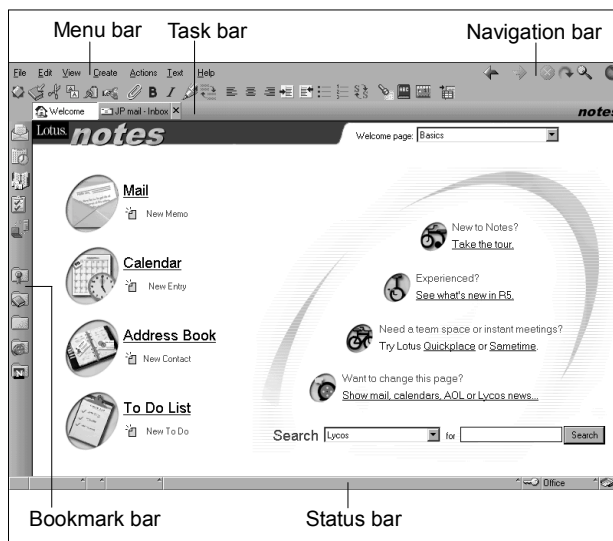 Menu bar Task bar Navigation bar
File Edit View Create Actions Text Help
B I
Welcome JP mail - Inbox
notes
Lotus. notes Welcome page: Basics
Mail
New Memo
New to Notes?
Take the tour.
Calendar
New Entry
Experienced?
See what's new in R5.
Address Book
New Contact
Need a team space or instant meetings?
Try Lotus Quickplace or Sametime.
Want to change this page?
Show mail, calendars, AOL or Lycos news...
To Do List
New To Do
Search Lycos for Search
Office
Bookmark bar Status bar